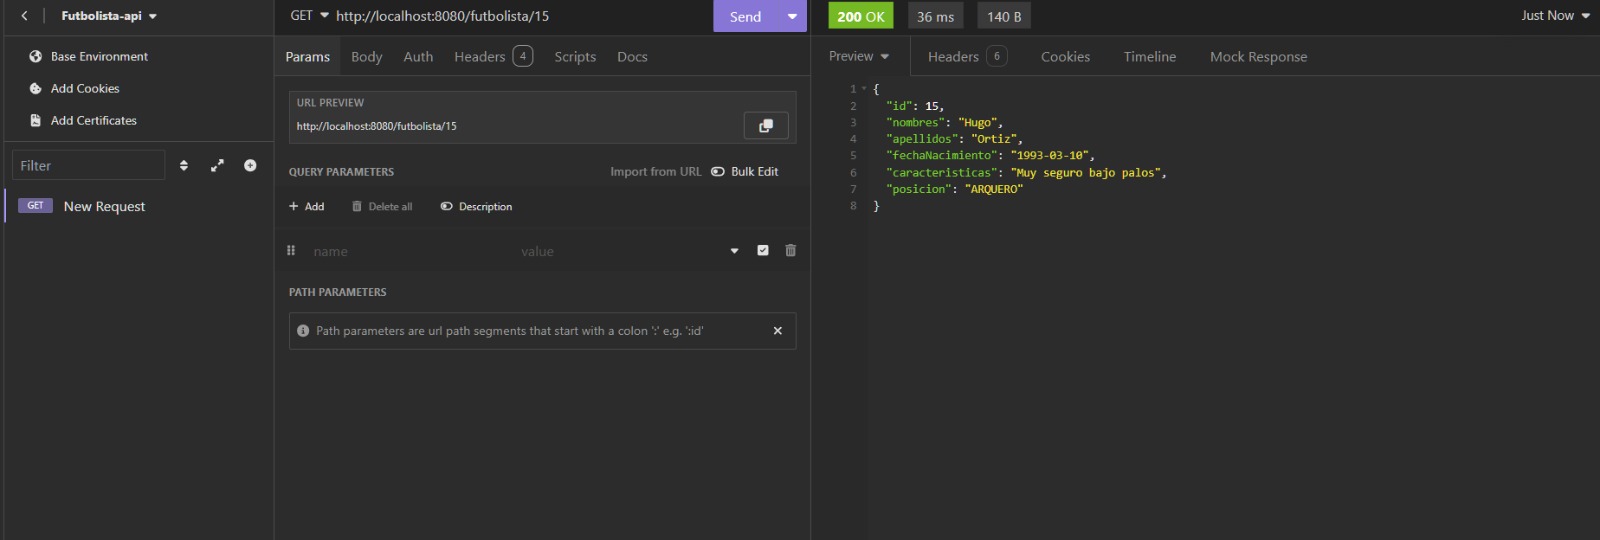 Futbolista-api
Base Environment
Add Cookies
Add Certificates
Filter
GET New Request
GET http://localhost:8080/futbolista/15 Send
Params Body Auth Headers 4 Scripts Docs
URL PREVIEW
http://localhost:8080/futbolista/15
QUERY PARAMETERS Import from URL Bulk Edit
+ Add Delete all Description
name value
PATH PARAMETERS
Path parameters are url path segments that start with a colon ':' e.g. ':id'
200 OK 36 ms 140 B Just Now
Preview Headers 6 Cookies Timeline Mock Response
1 {
2 "id": 15,
3 "nombres": "Hugo",
4 "apellidos": "Ortiz",
5 "fechaNacimiento": "1993-03-10",
6 "caracteristicas": "Muy seguro bajo palos",
7 "posicion": "ARQUERO"
8 }